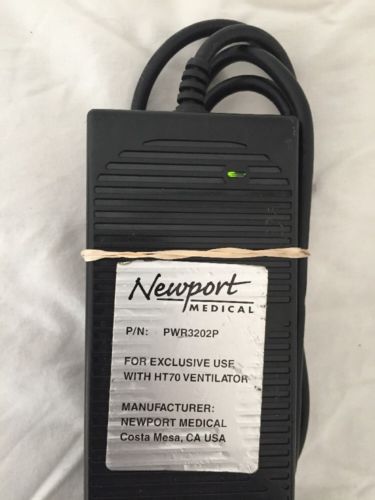 Newport
MEDICAL
P/N: PWR3202P
FOR EXCLUSIVE USE
WITH HT70 VENTILATOR
MANUFACTURER:
NEWPORT MEDICAL
Costa Mesa, CA USA